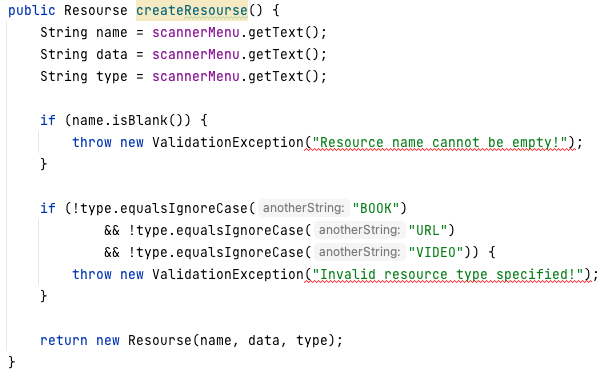 public Resourse createResourse() {
    String name = scannerMenu.getText();
    String data = scannerMenu.getText();
    String type = scannerMenu.getText();

    if (name.isBlank()) {
        throw new ValidationException("Resource name cannot be empty!");
    }

    if (!type.equalsIgnoreCase( anotherString: "BOOK")
            && !type.equalsIgnoreCase( anotherString: "URL")
            && !type.equalsIgnoreCase( anotherString: "VIDEO")) {
        throw new ValidationException("Invalid resource type specified!");
    }

    return new Resourse(name, data, type);
}